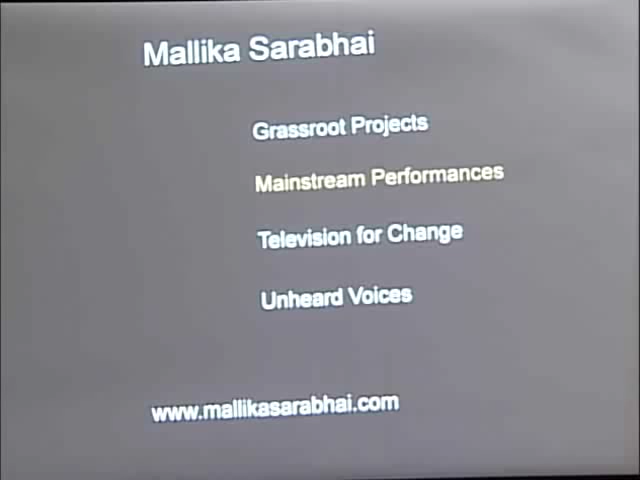 Mallika Sarabhai
Grassroot Projects
Mainstream Performances
Television for Change
Unheard Voices
www.mallikasarabhai.com